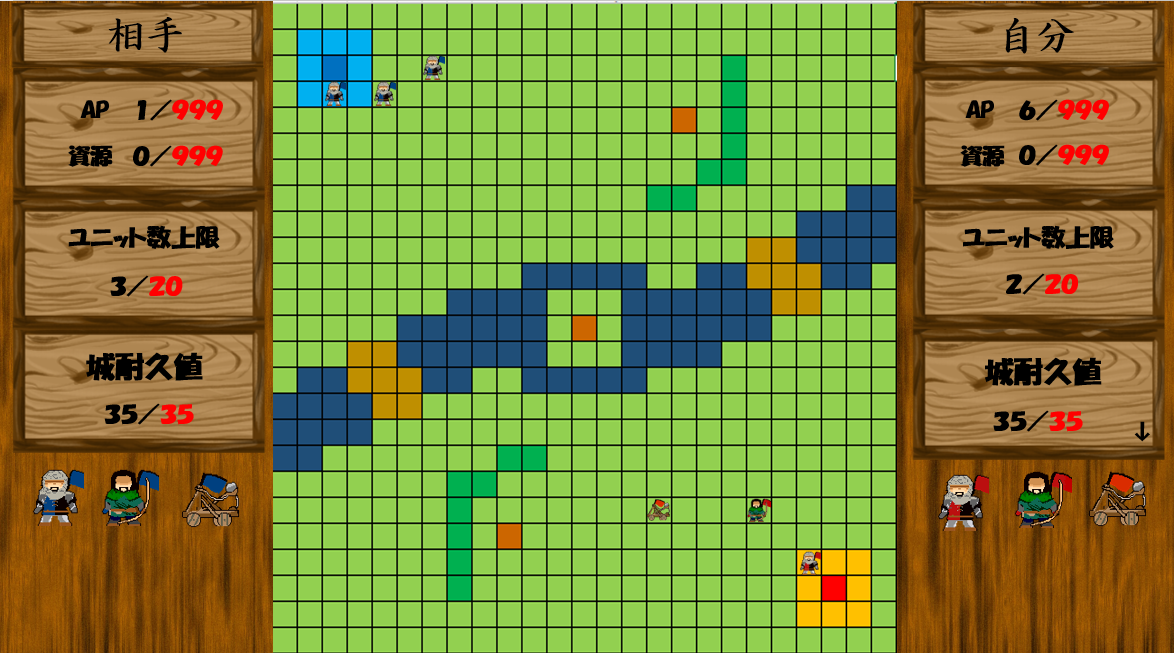 相手
AP 1/999
資源 0/999
ユニット数上限
3/20
城耐久値
35/35
自分
AP 6/999
資源 0/999
ユニット数上限
2/20
城耐久値
35/35
↓